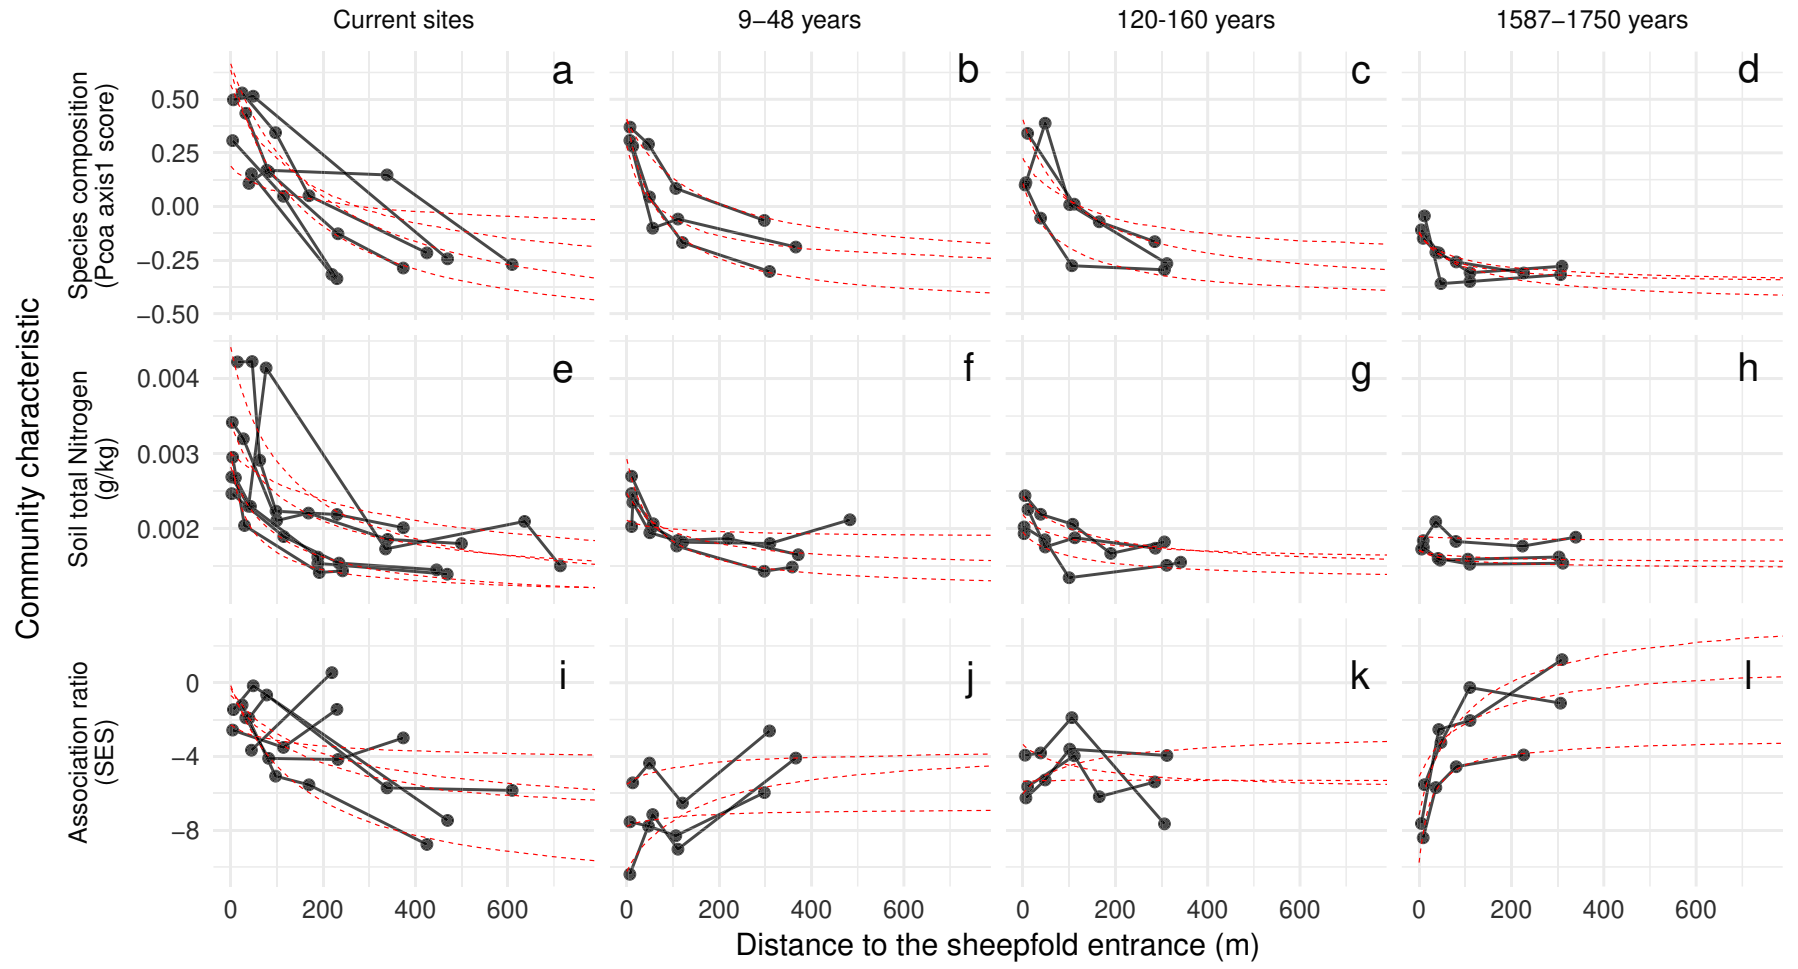 Current sites
9–48 years
120-160 years
1587–1750 years
Community characteristic
Species composition
(Pcoa axis1 score)
0.50
0.25
0.00
−0.25
−0.50
a
b
c
d
Soil total Nitrogen
(g/kg)
0.004
0.003
0.002
e
f
g
h
Association ratio
(SES)
0
−4
−8
i
j
k
l
0
200
400
600
0
200
400
600
0
200
400
600
0
200
400
600
Distance to the sheepfold entrance (m)